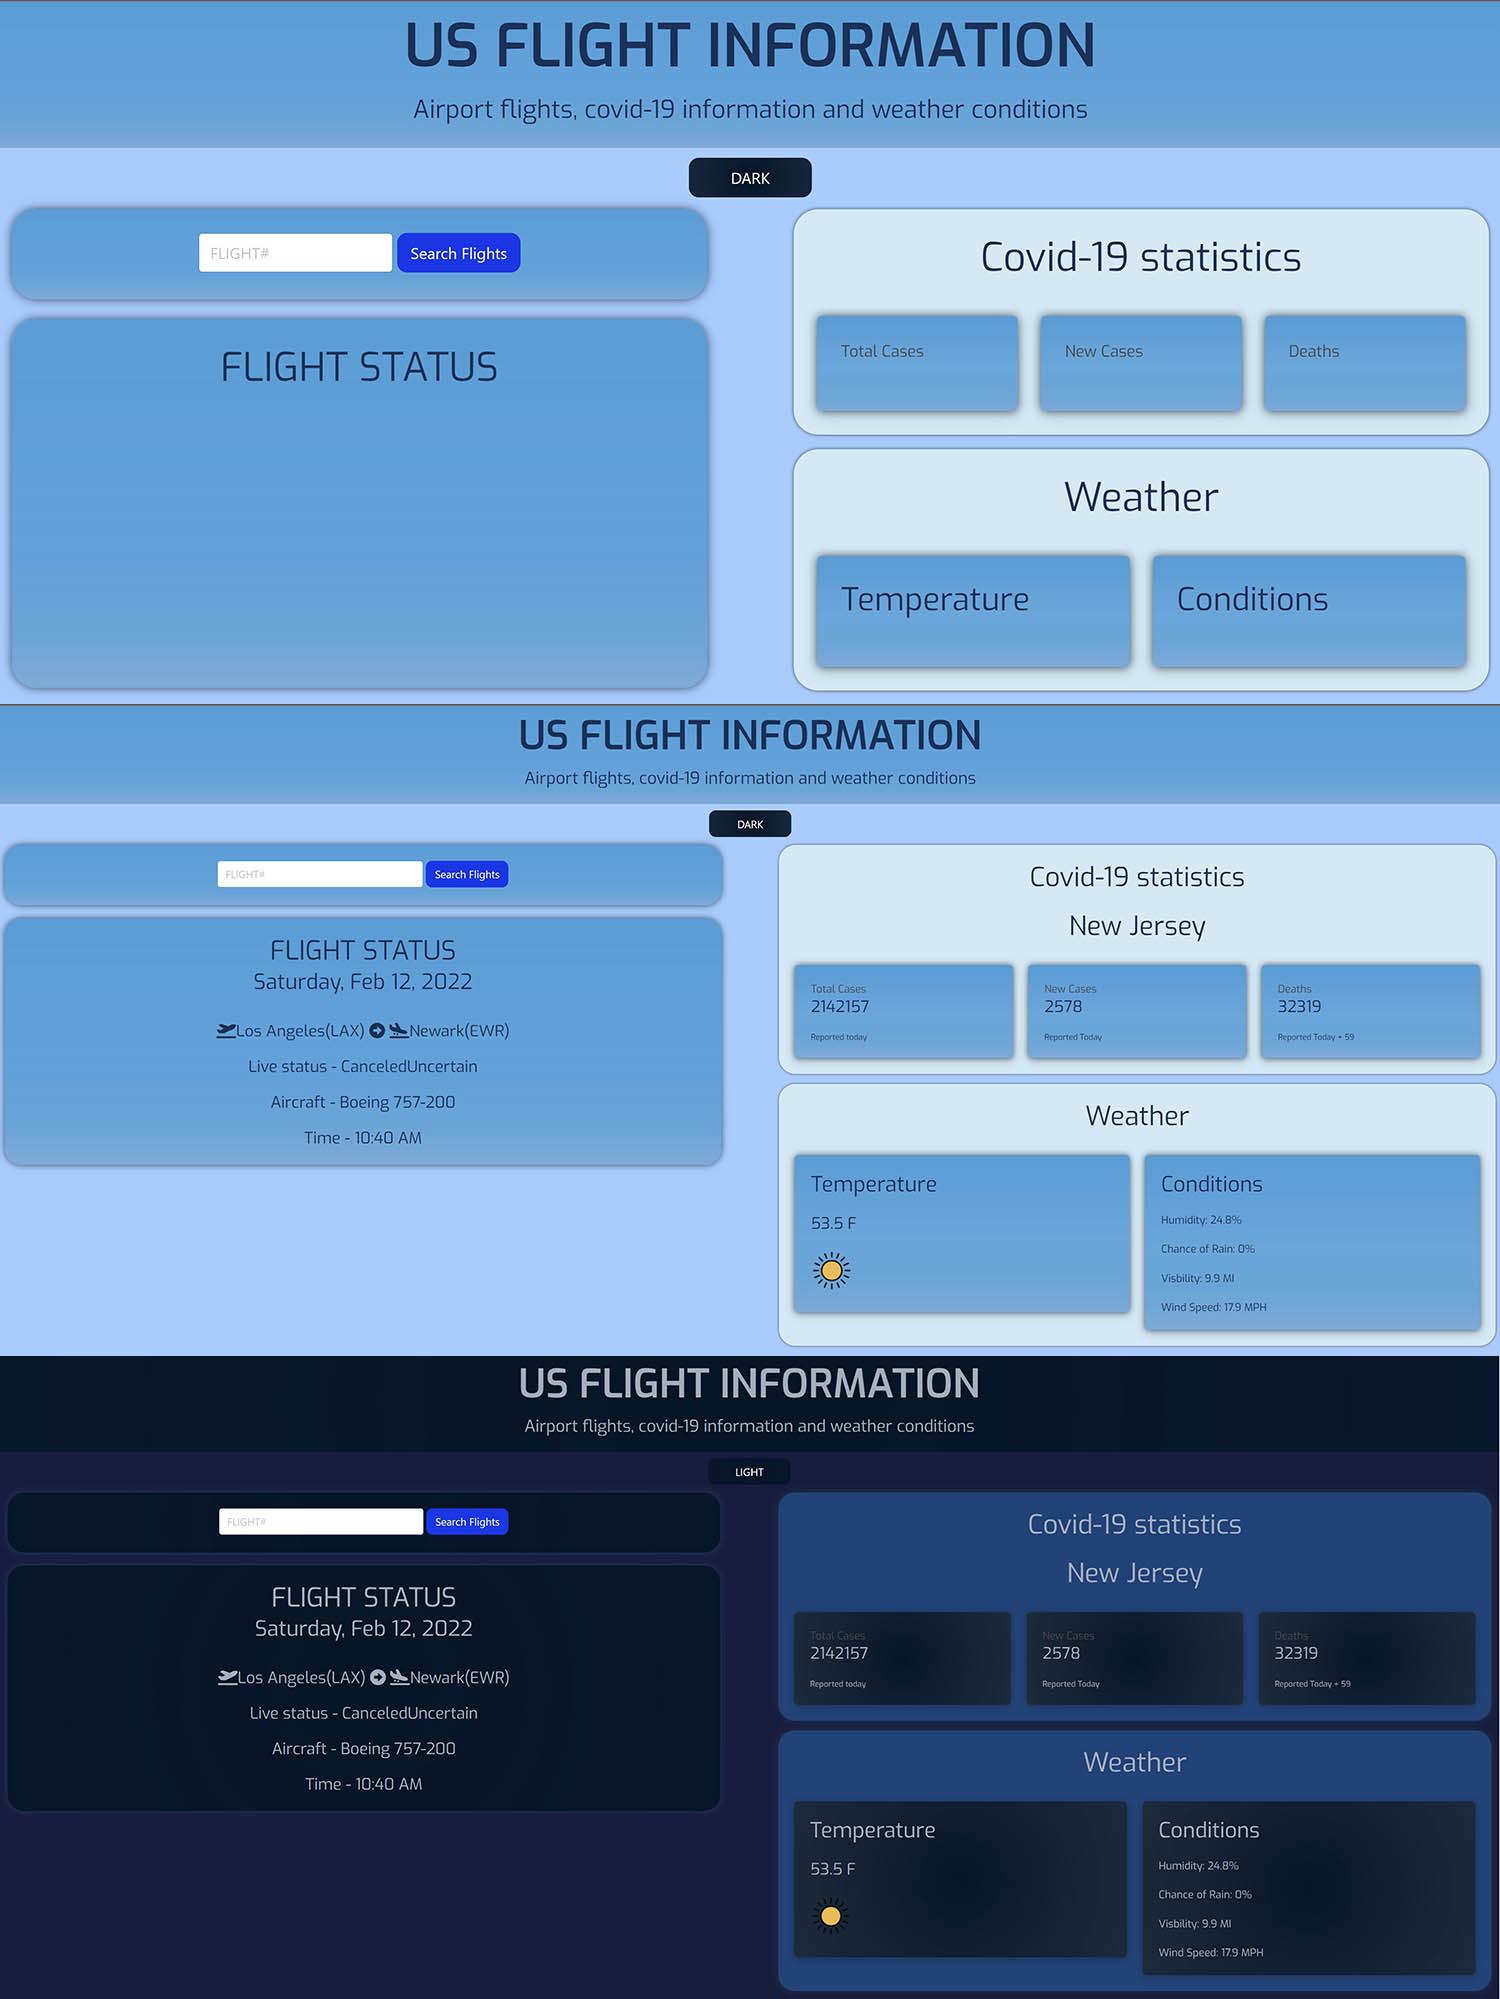 US FLIGHT INFORMATION
Airport flights, covid-19 information and weather conditions
DARK
FLIGHT#
Search Flights
FLIGHT STATUS
Covid-19 statistics
Total Cases
New Cases
Deaths
Weather
Temperature
Conditions
US FLIGHT INFORMATION
Airport flights, covid-19 information and weather conditions
DARK
FLIGHT#
Search Flights
FLIGHT STATUS
Saturday, Feb 12, 2022
Los Angeles(LAX) Newark(EWR)
Live status - CanceledUncertain
Aircraft - Boeing 757-200
Time - 10:40 AM
Covid-19 statistics
New Jersey
Total Cases
2142157
Reported today
New Cases
2578
Reported Today
Deaths
32319
Reported Today + 59
Weather
Temperature
53.5 F
Conditions
Humidity: 24.8%
Chance of Rain: 0%
Visbility: 9.9 MI
Wind Speed: 17.9 MPH
US FLIGHT INFORMATION
Airport flights, covid-19 information and weather conditions
LIGHT
FLIGHT#
Search Flights
FLIGHT STATUS
Saturday, Feb 12, 2022
Los Angeles(LAX) Newark(EWR)
Live status - CanceledUncertain
Aircraft - Boeing 757-200
Time - 10:40 AM
Covid-19 statistics
New Jersey
Total Cases
2142157
Reported today
New Cases
2578
Reported Today
Deaths
32319
Reported Today + 59
Weather
Temperature
53.5 F
Conditions
Humidity: 24.8%
Chance of Rain: 0%
Visbility: 9.9 MI
Wind Speed: 17.9 MPH